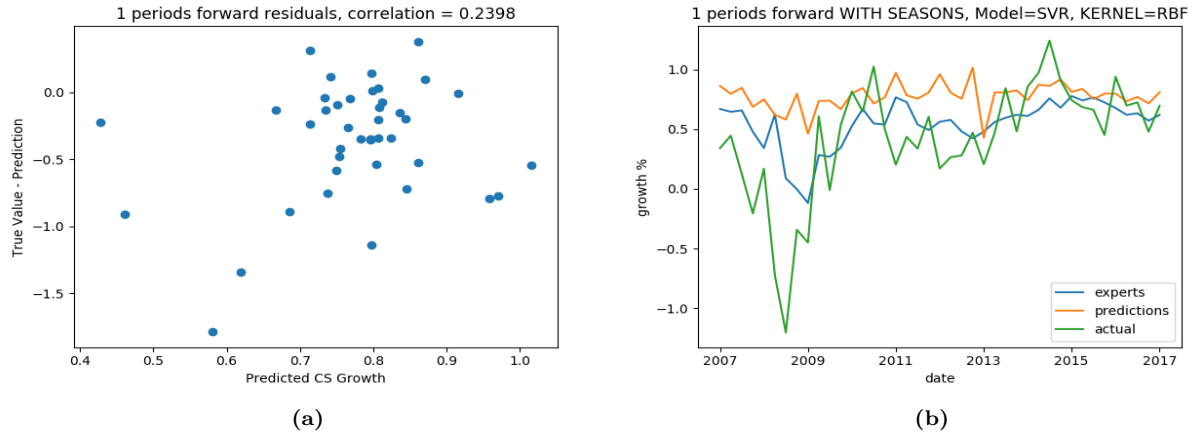 1 periods forward residuals, correlation = 0.2398
0.0
−0.5
−1.0
−1.5
True Value - Prediction
0.4 0.5 0.6 0.7 0.8 0.9 1.0
Predicted CS Growth
(a)
1 periods forward WITH SEASONS, Model=SVR, KERNEL=RBF
1.0
0.5
0.0
−0.5
−1.0
growth %
experts
predictions
actual
2007 2009 2011 2013 2015 2017
date
(b)